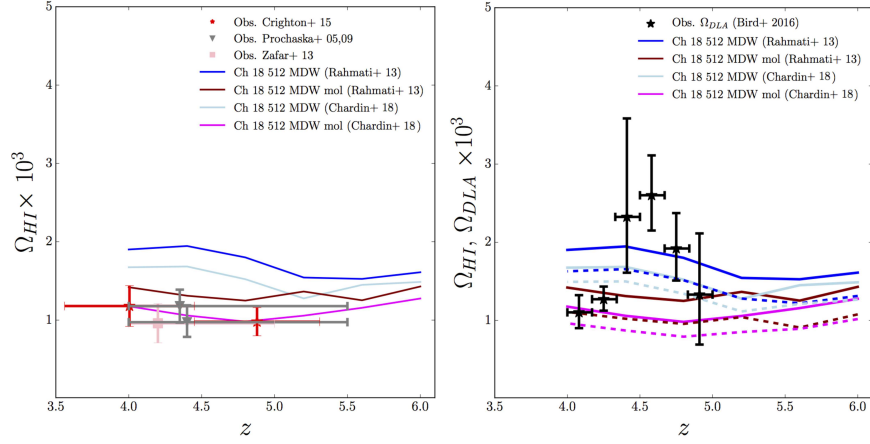 Obs. Crighton+ 15
Obs. Prochaska+ 05,09
Obs. Zafar+ 13
Ch 18 512 MDW (Rahmati+ 13)
Ch 18 512 MDW mol (Rahmati+ 13)
Ch 18 512 MDW (Chardin+ 18)
Ch 18 512 MDW mol (Chardin+ 18)
Ω_HI × 10³
5
4
3
2
1
3.5 4.0 4.5 5.0 5.5 6.0
z
Obs. Ω_DLA (Bird+ 2016)
Ch 18 512 MDW (Rahmati+ 13)
Ch 18 512 MDW mol (Rahmati+ 13)
Ch 18 512 MDW (Chardin+ 18)
Ch 18 512 MDW mol (Chardin+ 18)
Ω_HI, Ω_DLA ×10³
5
4
3
2
1
3.5 4.0 4.5 5.0 5.5 6.0
z